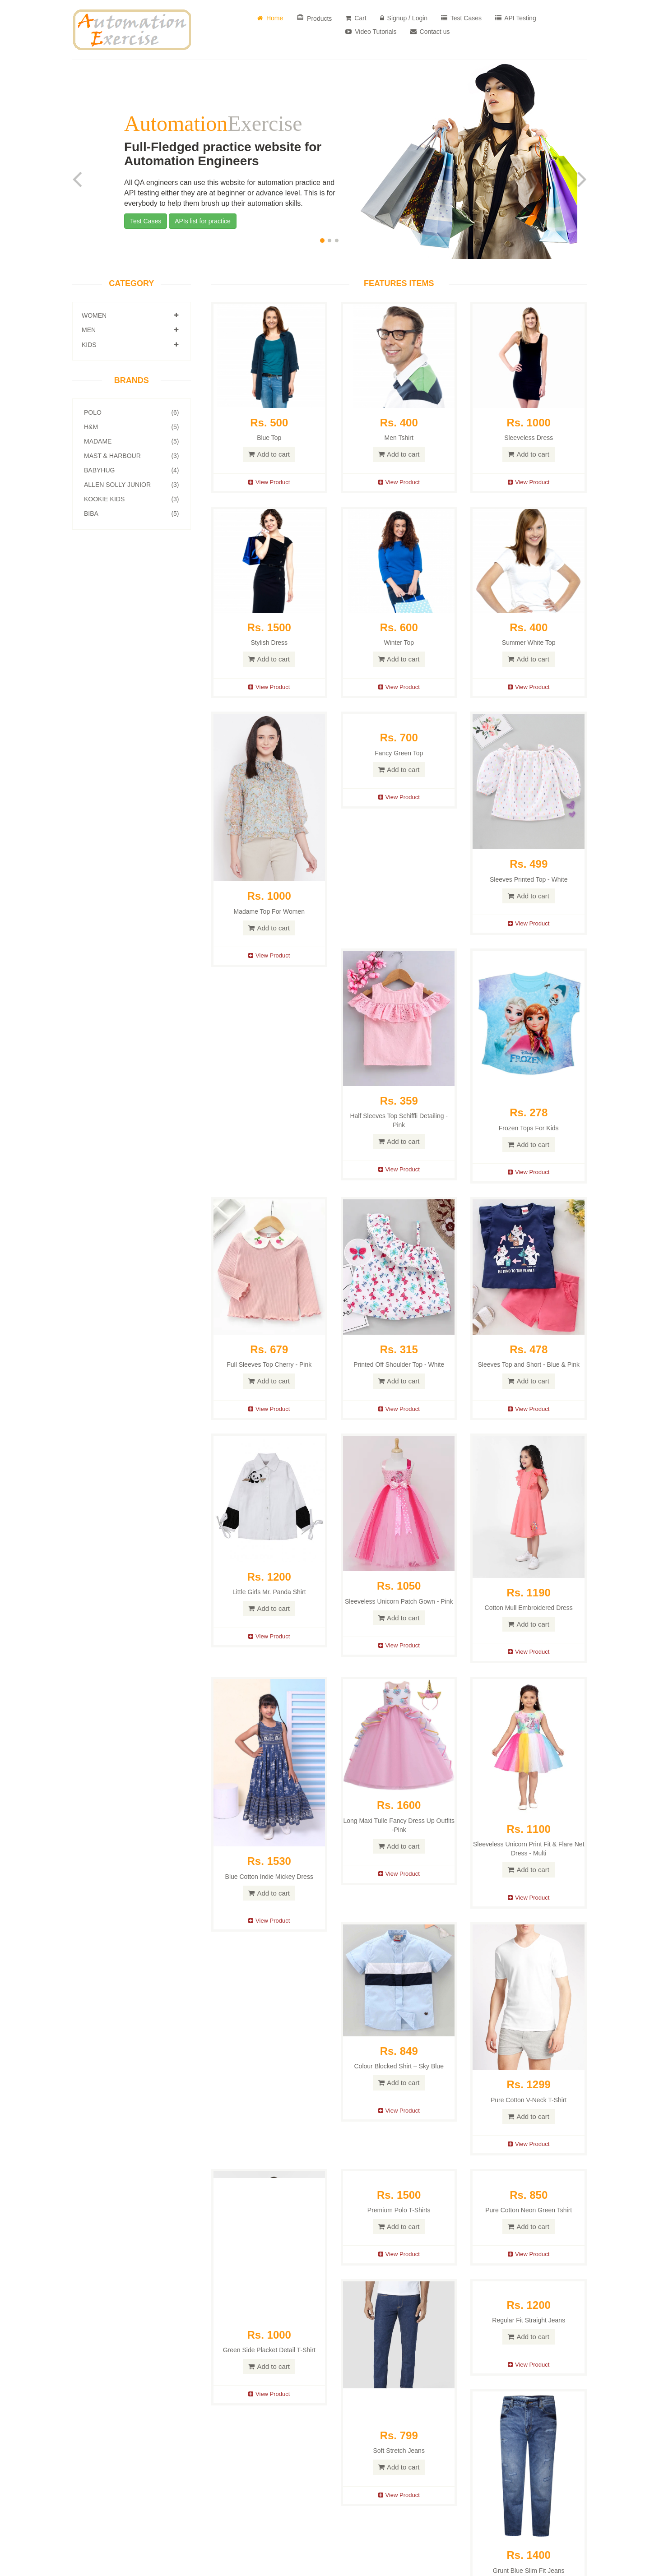 Automation
Exercise
Home
Products
Cart
Signup / Login
Test Cases
API Testing
Video Tutorials
Contact us
AutomationExercise
Full-Fledged practice website for
Automation Engineers
All QA engineers can use this website for automation practice and
API testing either they are at beginner or advance level. This is for
everybody to help them brush up their automation skills.
Test Cases
APIs list for practice
CATEGORY
WOMEN
MEN
KIDS
BRANDS
POLO (6)
H&M (5)
MADAME (5)
MAST & HARBOUR (3)
BABYHUG (4)
ALLEN SOLLY JUNIOR (3)
KOOKIE KIDS (3)
BIBA (5)
FEATURES ITEMS
Rs. 500
Blue Top
Add to cart
View Product
Rs. 400
Men Tshirt
Add to cart
View Product
Rs. 1000
Sleeveless Dress
Add to cart
View Product
Rs. 1500
Stylish Dress
Add to cart
View Product
Rs. 600
Winter Top
Add to cart
View Product
Rs. 400
Summer White Top
Add to cart
View Product
Rs. 1000
Madame Top For Women
Add to cart
View Product
Rs. 700
Fancy Green Top
Add to cart
View Product
Rs. 499
Sleeves Printed Top - White
Add to cart
View Product
Rs. 359
Half Sleeves Top Schiffli Detailing -
Pink
Add to cart
View Product
FROZEN
Rs. 278
Frozen Tops For Kids
Add to cart
View Product
Rs. 679
Full Sleeves Top Cherry - Pink
Add to cart
View Product
Rs. 315
Printed Off Shoulder Top - White
Add to cart
View Product
BE KIND TO THE PLANET
Rs. 478
Sleeves Top and Short - Blue & Pink
Add to cart
View Product
Rs. 1200
Little Girls Mr. Panda Shirt
Add to cart
View Product
Rs. 1050
Sleeveless Unicorn Patch Gown - Pink
Add to cart
View Product
Rs. 1190
Cotton Mull Embroidered Dress
Add to cart
View Product
Rs. 1530
Blue Cotton Indie Mickey Dress
Add to cart
View Product
Rs. 1600
Long Maxi Tulle Fancy Dress Up Outfits
-Pink
Add to cart
View Product
Rs. 1100
Sleeveless Unicorn Print Fit & Flare Net
Dress - Multi
Add to cart
View Product
Rs. 849
Colour Blocked Shirt – Sky Blue
Add to cart
View Product
Rs. 1299
Pure Cotton V-Neck T-Shirt
Add to cart
View Product
Rs. 1000
Green Side Placket Detail T-Shirt
Add to cart
View Product
Rs. 1500
Premium Polo T-Shirts
Add to cart
View Product
Rs. 850
Pure Cotton Neon Green Tshirt
Add to cart
View Product
Rs. 799
Soft Stretch Jeans
Add to cart
View Product
Rs. 1200
Regular Fit Straight Jeans
Add to cart
View Product
Rs. 1400
Grunt Blue Slim Fit Jeans